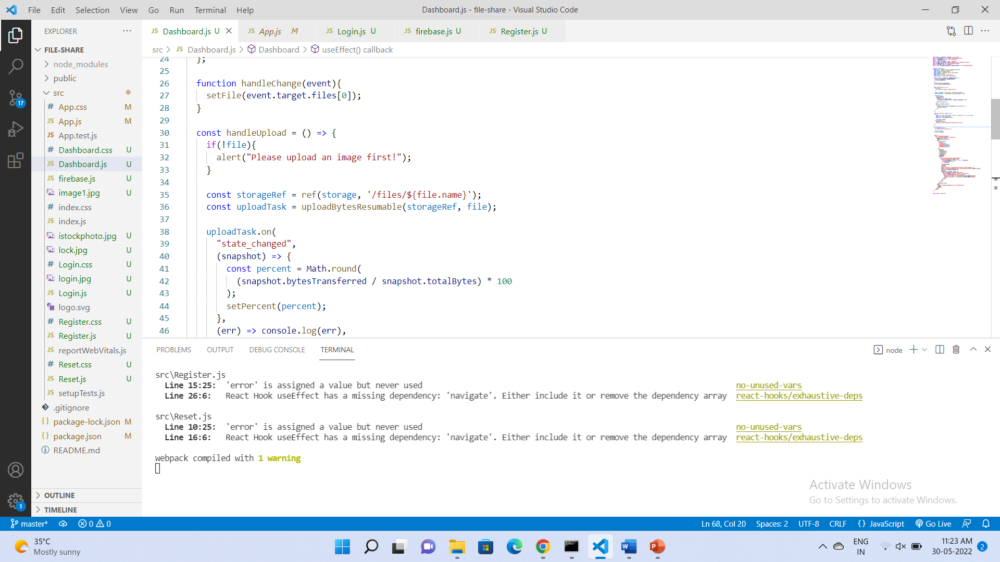 File Edit Selection View Go Run Terminal Help
Dashboard.js - file-share - Visual Studio Code
EXPLORER
FILE-SHARE
node_modules
public
src
# App.css M
JS App.js M
JS App.test.js
# Dashboard.css U
JS Dashboard.js U
JS firebase.js U
image1.jpg U
# index.css
JS index.js
istockphoto.jpg U
lock.jpg U
# Login.css U
login.jpg U
JS Login.js U
logo.svg
# Register.css U
JS Register.js U
JS reportWebVitals.js
# Reset.css U
JS Reset.js U
JS setupTests.js
.gitignore
{} package-lock.json M
{} package.json M
README.md
OUTLINE
TIMELINE
17
1
JS Dashboard.js U JS App.js M JS Login.js U JS firebase.js U JS Register.js U
src > JS Dashboard.js > Dashboard > useEffect() callback
24 };
25
26 function handleChange(event){
27 setFile(event.target.files[0]);
28 }
29
30 const handleUpload = () => {
31 if(!file){
32 alert("Please upload an image first!");
33 }
34
35 const storageRef = ref(storage, '/files/${file.name}');
36 const uploadTask = uploadBytesResumable(storageRef, file);
37
38 uploadTask.on(
39 "state_changed",
40 (snapshot) => {
41 const percent = Math.round(
42 (snapshot.bytesTransferred / snapshot.totalBytes) * 100
43 );
44 setPercent(percent);
45 },
46 (err) => console.log(err),
PROBLEMS OUTPUT DEBUG CONSOLE TERMINAL
node
src\Register.js
Line 15:25: 'error' is assigned a value but never used no-unused-vars
Line 26:6: React Hook useEffect has a missing dependency: 'navigate'. Either include it or remove the dependency array react-hooks/exhaustive-deps
src\Reset.js
Line 10:25: 'error' is assigned a value but never used no-unused-vars
Line 16:6: React Hook useEffect has a missing dependency: 'navigate'. Either include it or remove the dependency array react-hooks/exhaustive-deps
webpack compiled with 1 warning
Activate Windows
Go to Settings to activate Windows.
master* 0 0 Ln 68, Col 20 Spaces: 2 UTF-8 CRLF {} JavaScript Go Live
35°C
Mostly sunny
ENG
IN
11:23 AM
30-05-2022
2